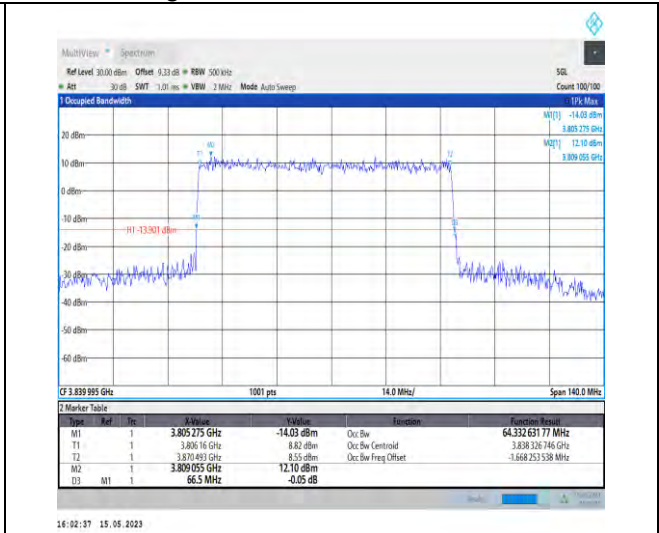 MultiView Spectrum
Ref Level 30.00 dBm Offset 9.33 dB RBW 500 kHz SGL
Att 30 dB SWT 1.01 ms VBW 2 MHz Mode Auto Sweep Count 100/100
1 Occupied Bandwidth 1Pk Max
M1[1] -14.03 dBm
3.805 275 GHz
M2[1] 12.10 dBm
3.809 055 GHz
20 dBm
10 dBm
0 dBm
-10 dBm
-20 dBm
-30 dBm
-40 dBm
-50 dBm
-60 dBm
T1
M2
T2
H1 -13.901 dBm
CF 3.839 995 GHz 1001 pts 14.0 MHz/ Span 140.0 MHz
2 Marker Table
Type Ref Trc X-Value Y-Value Function Function Result
M1 1 3.805 275 GHz -14.03 dBm Occ Bw 64.332 631 77 MHz
T1 1 3.806 16 GHz 8.82 dBm Occ Bw Centroid 3.838 326 746 GHz
T2 1 3.870 493 GHz 8.55 dBm Occ Bw Freq Offset -1.668 253 538 MHz
M2 1 3.809 055 GHz 12.10 dBm
D3 M1 1 66.5 MHz -0.05 dB
16:02:37 15.05.2023